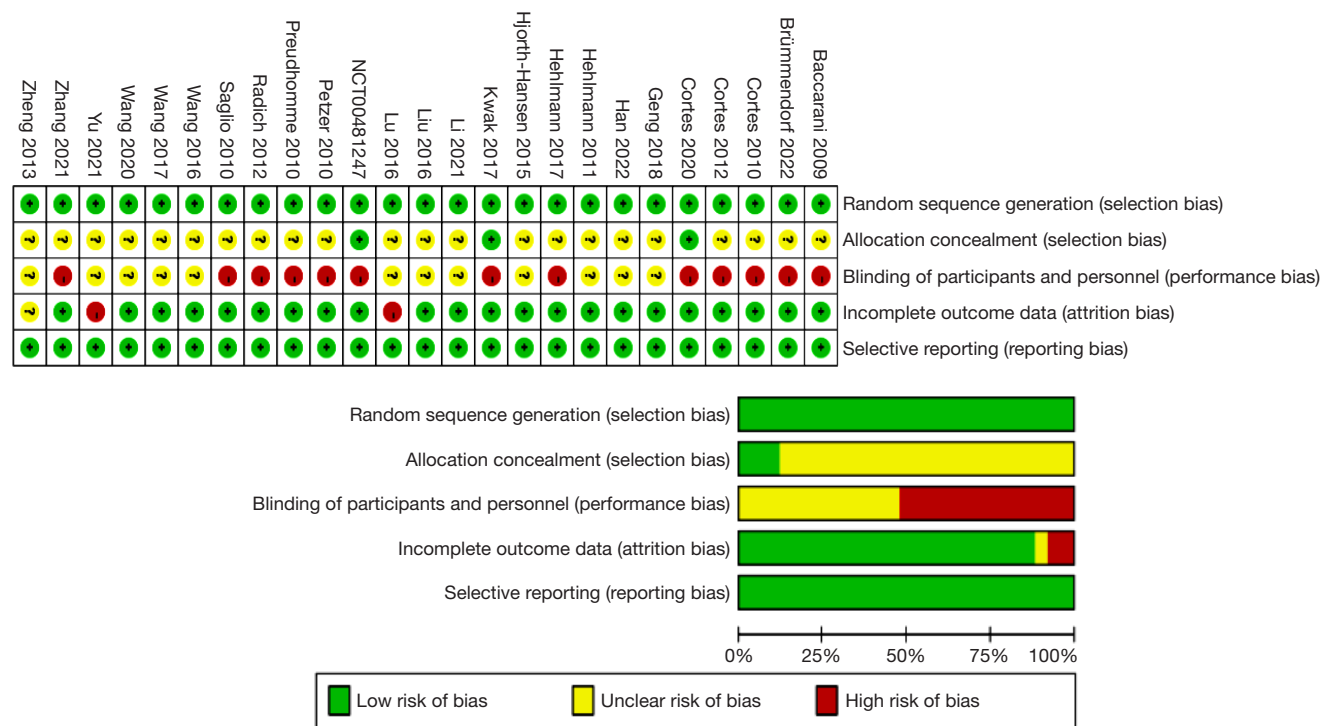 Zheng 2013
Zhang 2021
Yu 2021
Wang 2020
Wang 2017
Wang 2016
Saglio 2010
Radich 2012
Preudhomme 2010
Petzer 2010
NCT00481247
Lu 2016
Liu 2016
Li 2021
Kwak 2017
Hjorth-Hansen 2015
Hehlmann 2017
Hehlmann 2011
Han 2022
Geng 2018
Cortes 2020
Cortes 2012
Cortes 2010
Brümmendorf 2022
Baccarani 2009
Random sequence generation (selection bias)
Allocation concealment (selection bias)
Blinding of participants and personnel (performance bias)
Incomplete outcome data (attrition bias)
Selective reporting (reporting bias)
Random sequence generation (selection bias)
Allocation concealment (selection bias)
Blinding of participants and personnel (performance bias)
Incomplete outcome data (attrition bias)
Selective reporting (reporting bias)
0% 25% 50% 75% 100%
Low risk of bias Unclear risk of bias High risk of bias